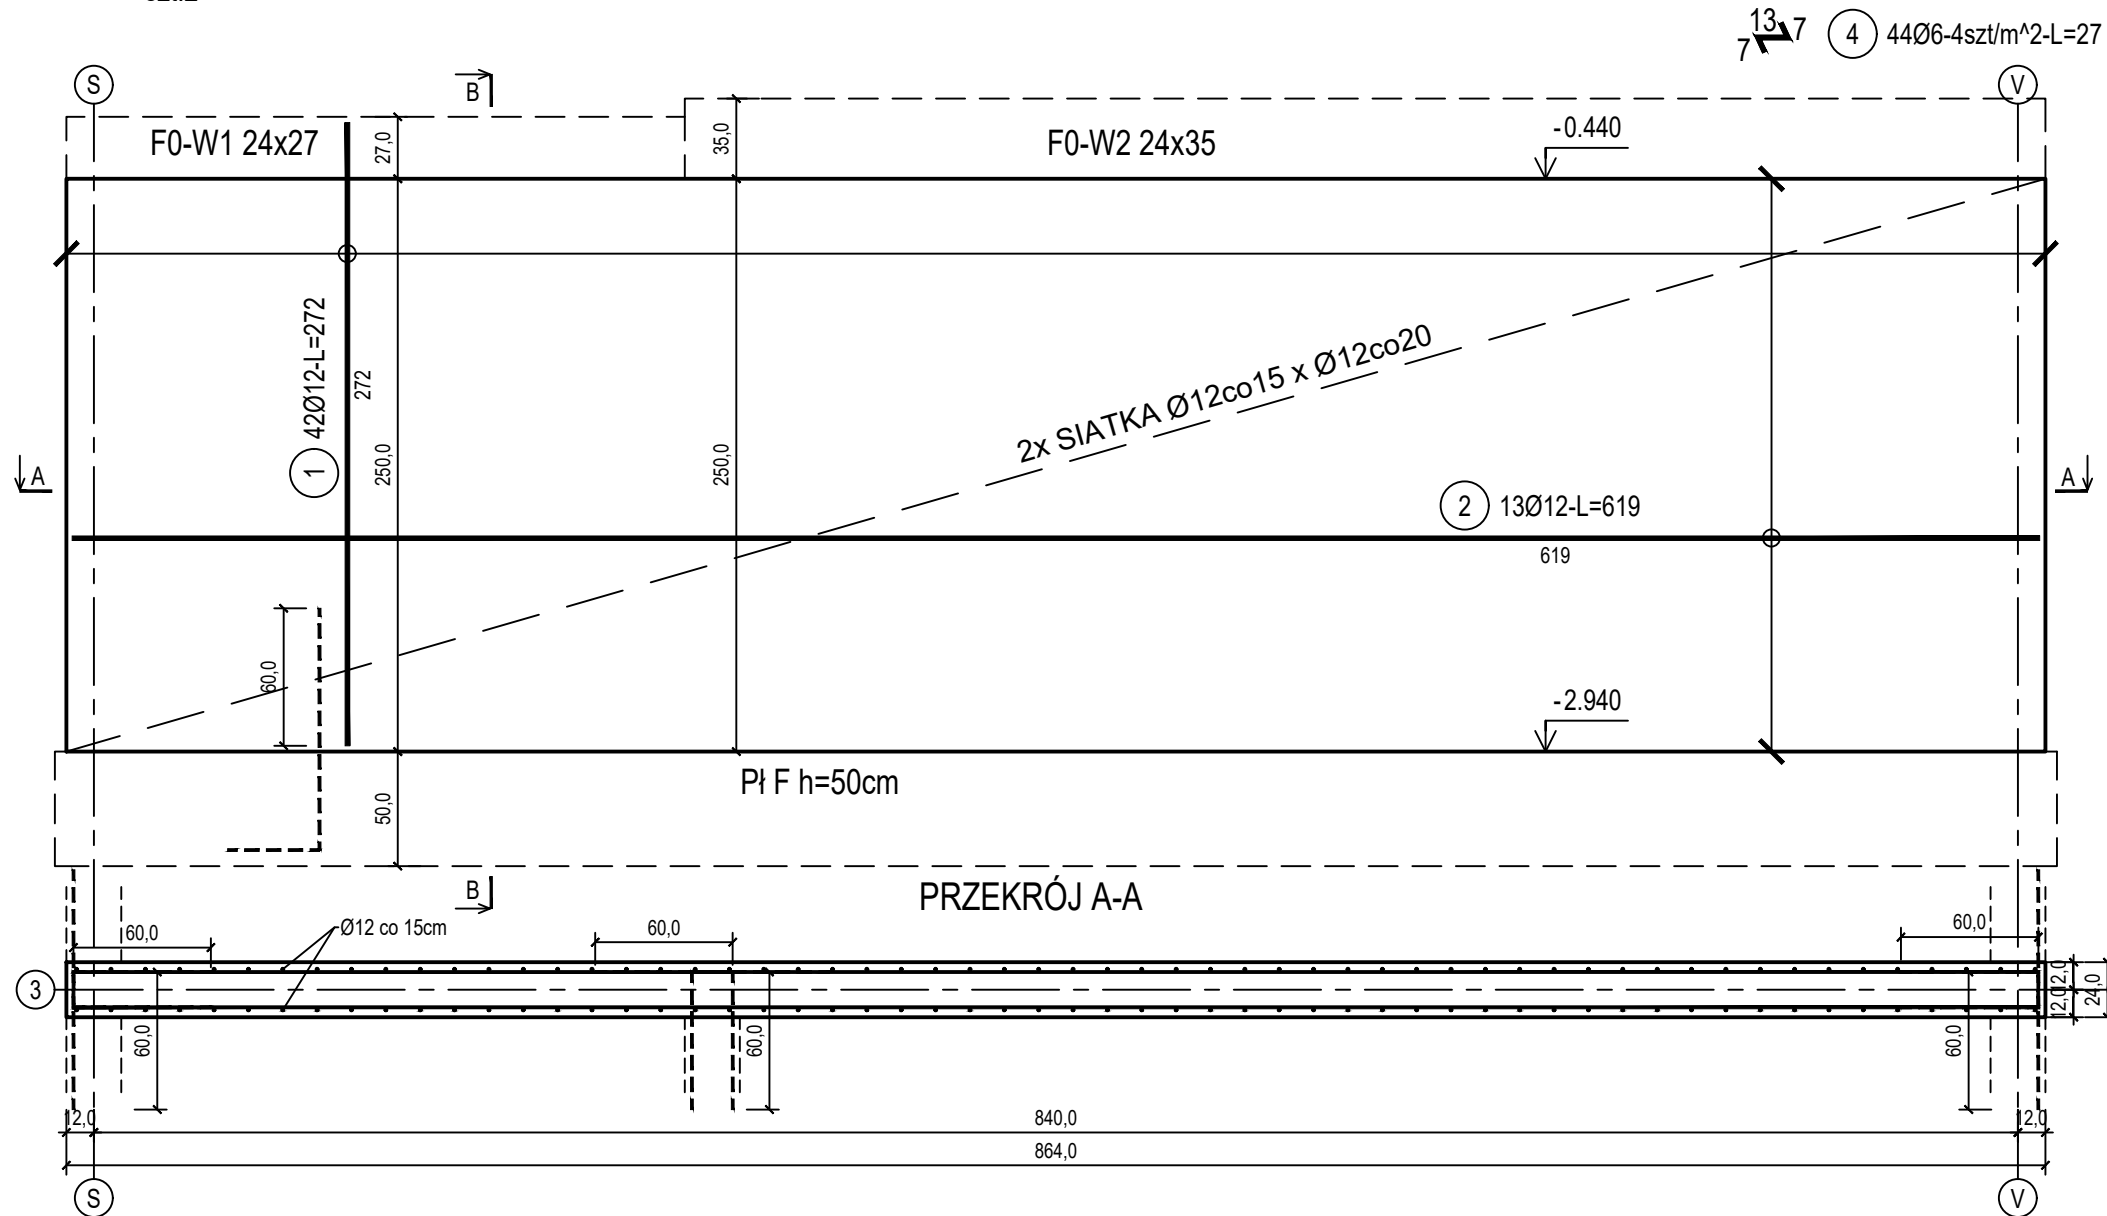 13
7 7
4 44Ø6-4szt/m^2-L=27
S
B
V
F0-W1 24x27
27,0
35,0
F0-W2 24x35
-0.440
1 42Ø12-L=272
272
250,0
250,0
2x SIATKA Ø12co15 x Ø12co20
A
A
2 13Ø12-L=619
619
60,0
-2.940
Pł F h=50cm
50,0
B
PRZEKRÓJ A-A
60,0
Ø12 co 15cm
60,0
60,0
3
12,0
12,0
24,0
60,0
60,0
60,0
12,0
840,0
12,0
864,0
S
V